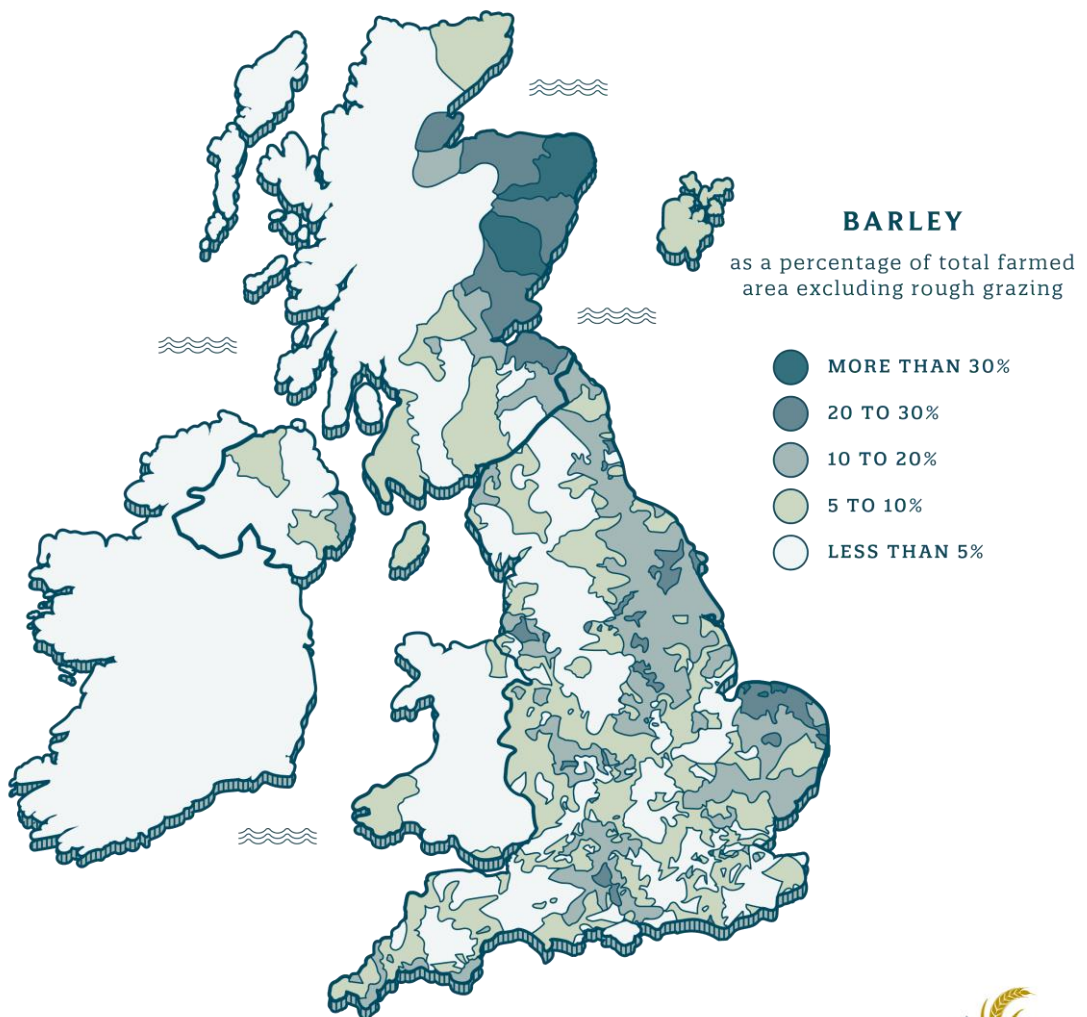 BARLEY
as a percentage of total farmed
area excluding rough grazing
MORE THAN 30%
20 TO 30%
10 TO 20%
5 TO 10%
LESS THAN 5%